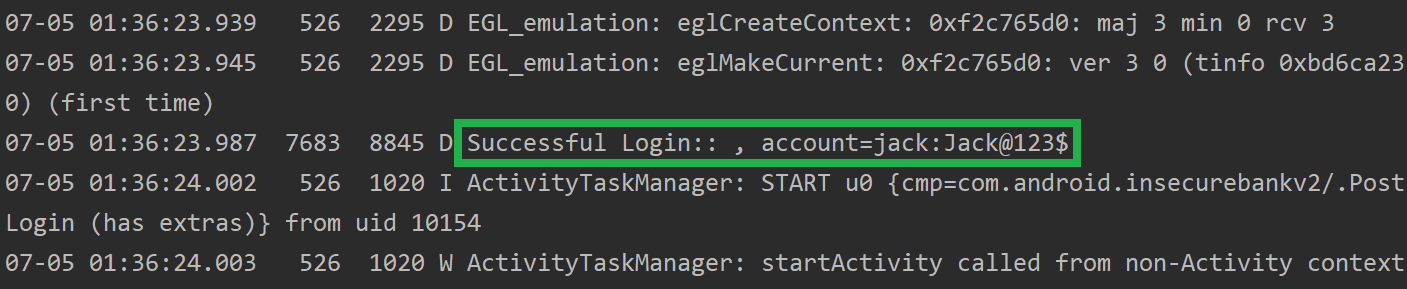 07-05 01:36:23.939   526  2295 D EGL_emulation: eglCreateContext: 0xf2c765d0: maj 3 min 0 rcv 3
07-05 01:36:23.945   526  2295 D EGL_emulation: eglMakeCurrent: 0xf2c765d0: ver 3 0 (tinfo 0xbd6ca23
0) (first time)
07-05 01:36:23.987  7683  8845 D Successful Login:: , account=jack:Jack@123$
07-05 01:36:24.002   526  1020 I ActivityTaskManager: START u0 {cmp=com.android.insecurebankv2/.Post
Login (has extras)} from uid 10154
07-05 01:36:24.003   526  1020 W ActivityTaskManager: startActivity called from non-Activity context